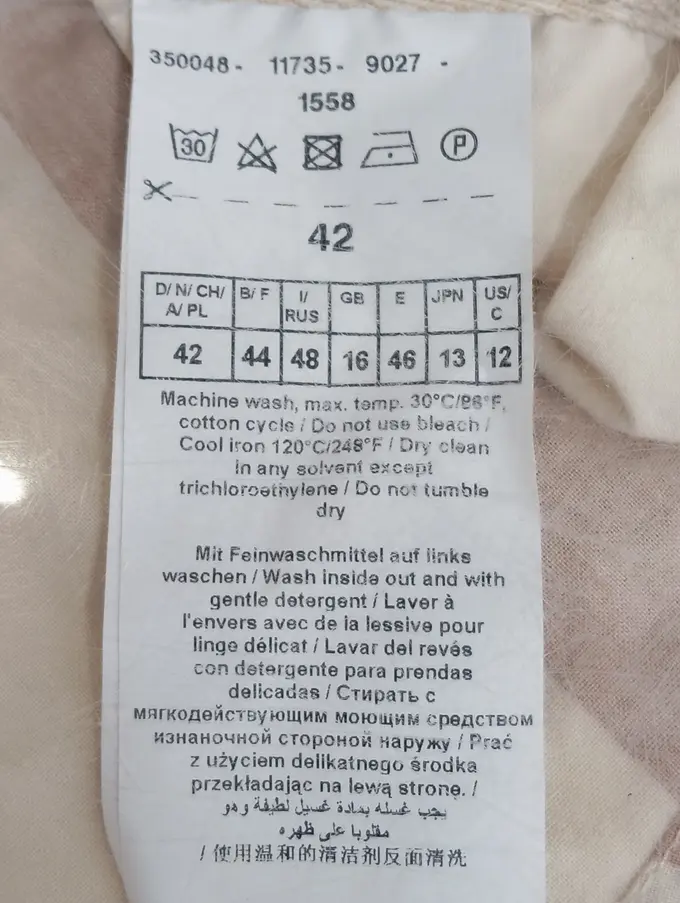 350048 - 11735 - 9027 -
1558
30 P
42
D/ N/ CH/ A/ PL B/ F I/ RUS GB E JPN US/ C
42 44 48 16 46 13 12
Machine wash, max. temp. 30°C/86°F,
cotton cycle / Do not use bleach /
Cool iron 120°C/248°F / Dry clean
in any solvent except
trichloroethylene / Do not tumble
dry
Mit Feinwaschmittel auf links
waschen / Wash inside out and with
gentle detergent / Laver à
l'envers avec de la lessive pour
linge délicat / Lavar del revés
con detergente para prendas
delicadas / Стирать с
мягкодействующим моющим средством
изнаночной стороной наружу / Prać
z użyciem delikatnego środka
przekładając na lewą stronę. /
يجب غسله بمادة غسيل لطيفة وهو
مقلوبا على ظهره
/ 使用温和的清洁剂反面清洗